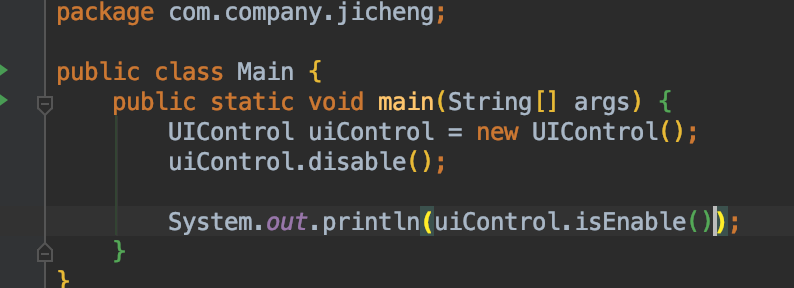 package com.company.jicheng;
public class Main {
public static void main(String[] args) {
UIControl uiControl = new UIControl();
uiControl.disable();
System.out.println(uiControl.isEnable());
}
}